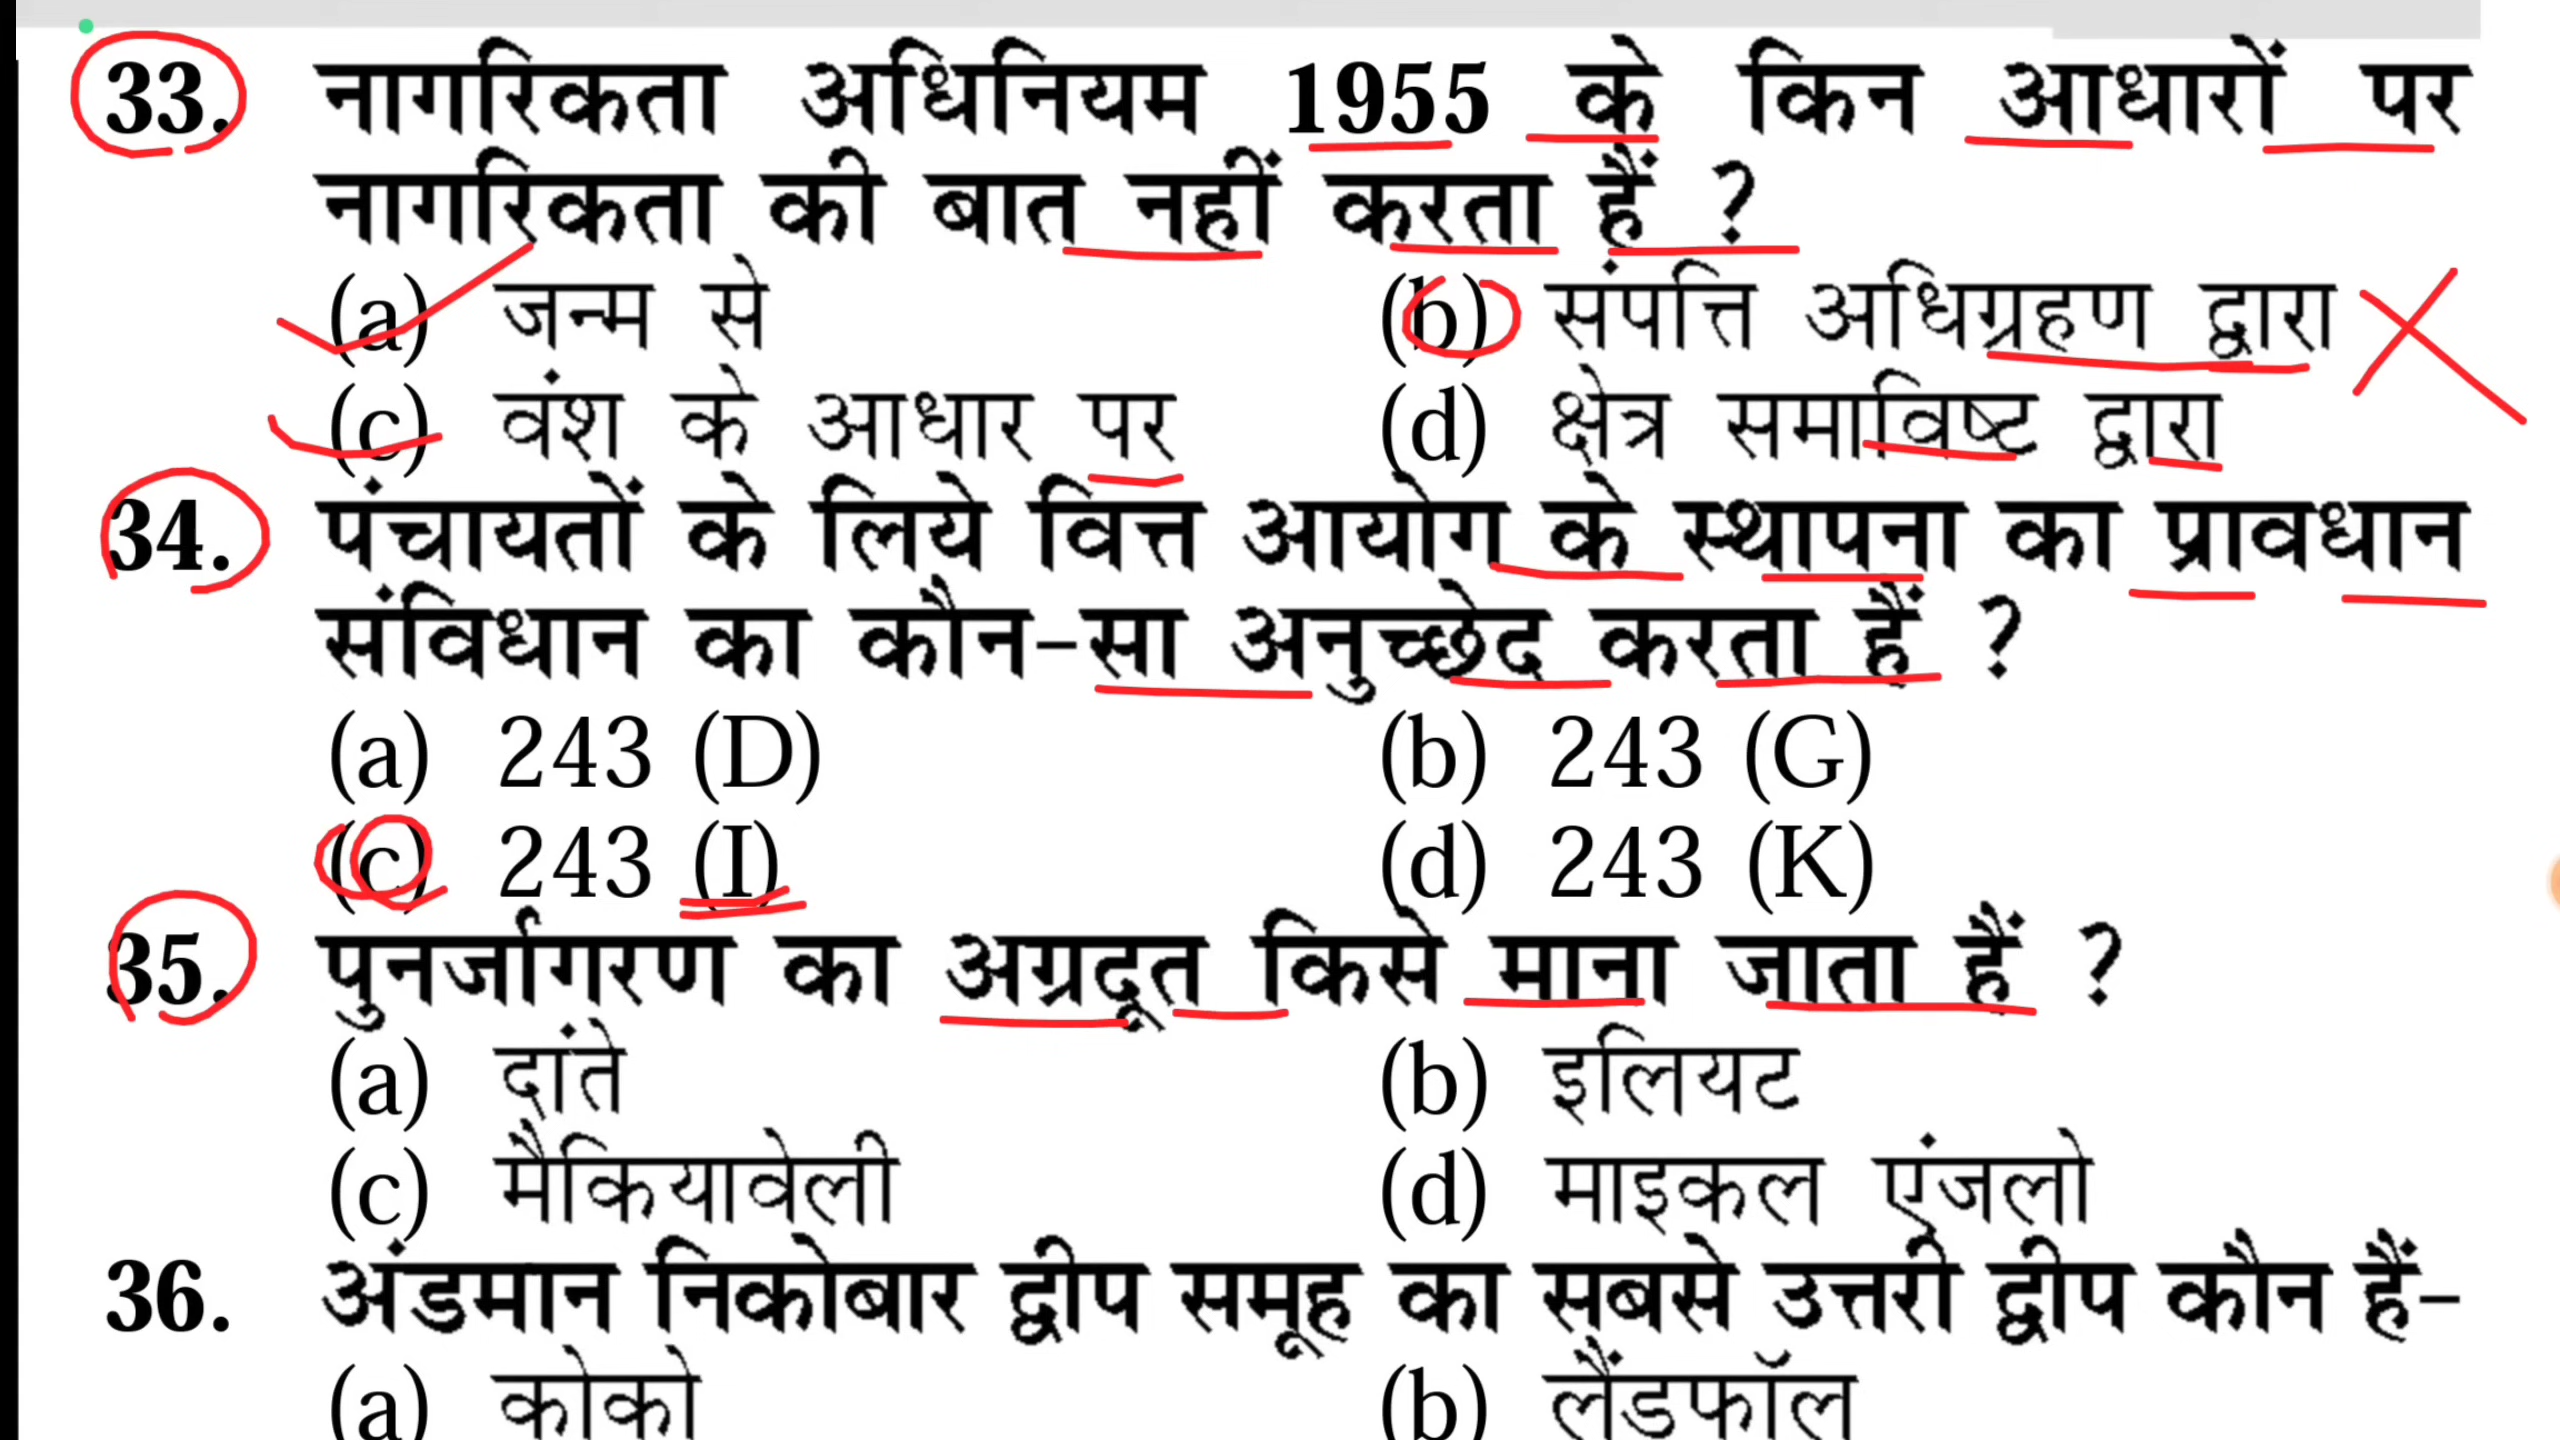 33. नागरिकता अधिनियम 1955 के किन आधारों पर
नागरिकता की बात नहीं करता हैं ?
(a) जन्म से (b) संपत्ति अधिग्रहण द्वारा
(c) वंश के आधार पर (d) क्षेत्र समाविष्ट द्वारा
34. पंचायतों के लिये वित्त आयोग के स्थापना का प्रावधान
संविधान का कौन-सा अनुच्छेद करता हैं ?
(a) 243 (D) (b) 243 (G)
(c) 243 (I) (d) 243 (K)
35. पुनर्जागरण का अग्रदूत किसे माना जाता हैं ?
(a) दांते (b) इलियट
(c) मैकियावेली (d) माइकल एंजलो
36. अंडमान निकोबार द्वीप समूह का सबसे उत्तरी द्वीप कौन हैं-
(a) कोको (b) लैंडफॉल